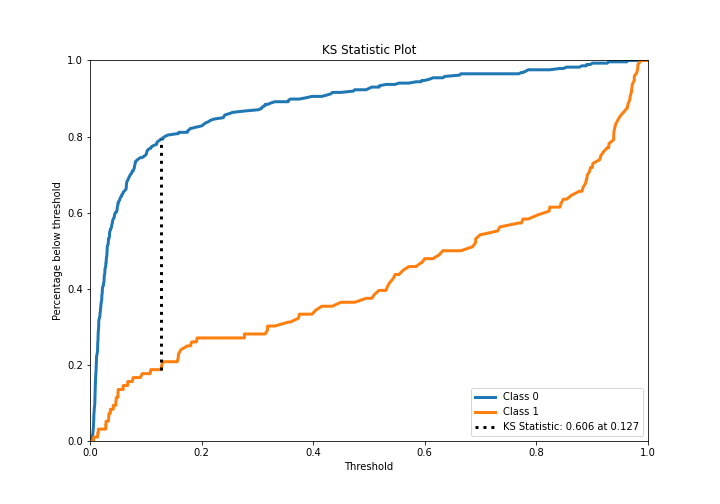 KS Statistic Plot
1.0
0.8
0.6
0.4
0.2
0.0
Percentage below threshold
0.0 0.2 0.4 0.6 0.8 1.0
Threshold
Class 0
Class 1
KS Statistic: 0.606 at 0.127